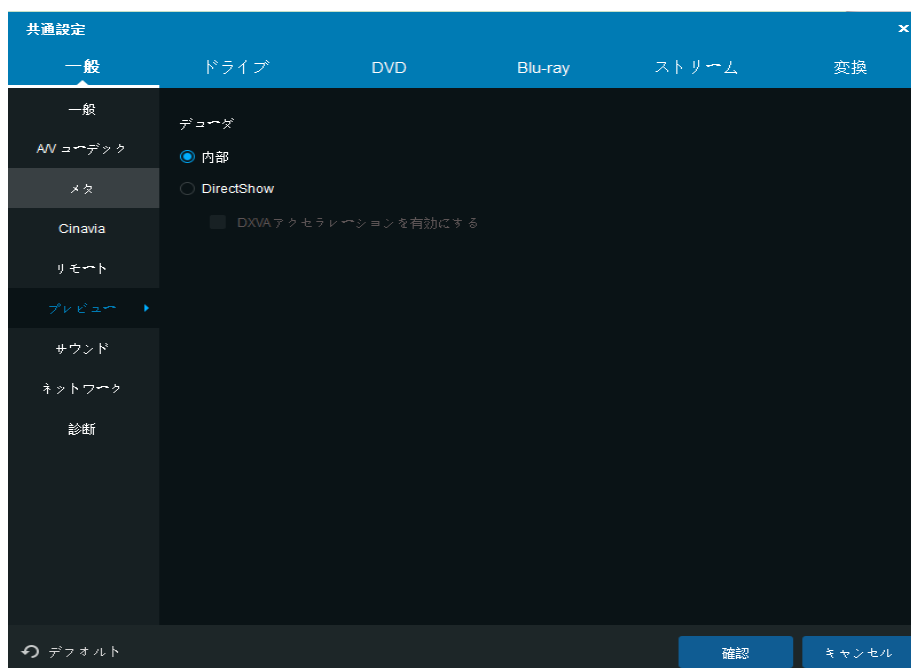 共通設定
×
一般 ドライブ DVD Blu-ray ストリーム 変換
一般
A/V コーデック
メタ
Cinavia
リモート
プレビュー
サウンド
ネットワーク
診断
デューダ
内部
DirectShow
DXVAアクセラレーションを有効にする
デフォルト
確認
キャンセル